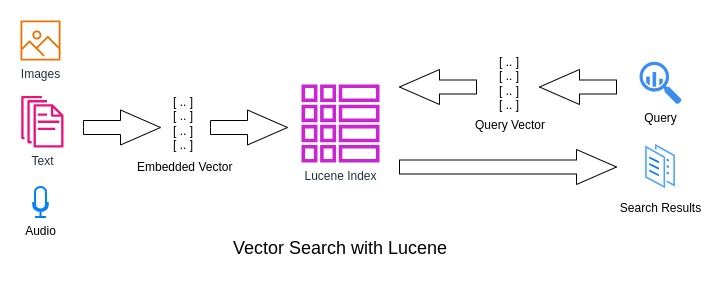 Images
Text
Audio
[ .. ]
[ .. ]
[ .. ]
[ .. ]
Embedded Vector
Lucene Index
[ .. ]
[ .. ]
[ .. ]
[ .. ]
Query Vector
Query
Search Results
Vector Search with Lucene